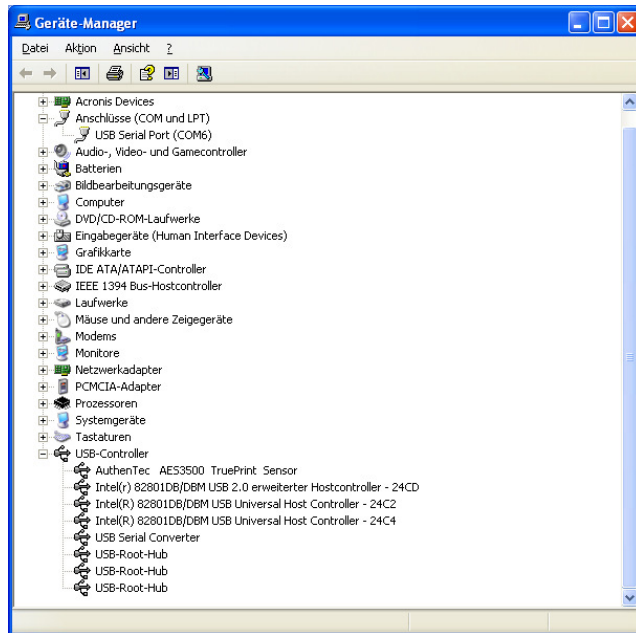 Geräte-Manager
Datei Aktion Ansicht ?
Acronis Devices
Anschlüsse (COM und LPT)
USB Serial Port (COM6)
Audio-, Video- und Gamecontroller
Batterien
Bildbearbeitungsgeräte
Computer
DVD/CD-ROM-Laufwerke
Eingabegeräte (Human Interface Devices)
Grafikkarte
IDE ATA/ATAPI-Controller
IEEE 1394 Bus-Hostcontroller
Laufwerke
Mäuse und andere Zeigegeräte
Modems
Monitore
Netzwerkadapter
PCMCIA-Adapter
Prozessoren
Systemgeräte
Tastaturen
USB-Controller
AuthenTec AES3500 TruePrint Sensor
Intel(r) 82801DB/DBM USB 2.0 erweiterter Hostcontroller - 24CD
Intel(R) 82801DB/DBM USB Universal Host Controller - 24C2
Intel(R) 82801DB/DBM USB Universal Host Controller - 24C4
USB Serial Converter
USB-Root-Hub
USB-Root-Hub
USB-Root-Hub